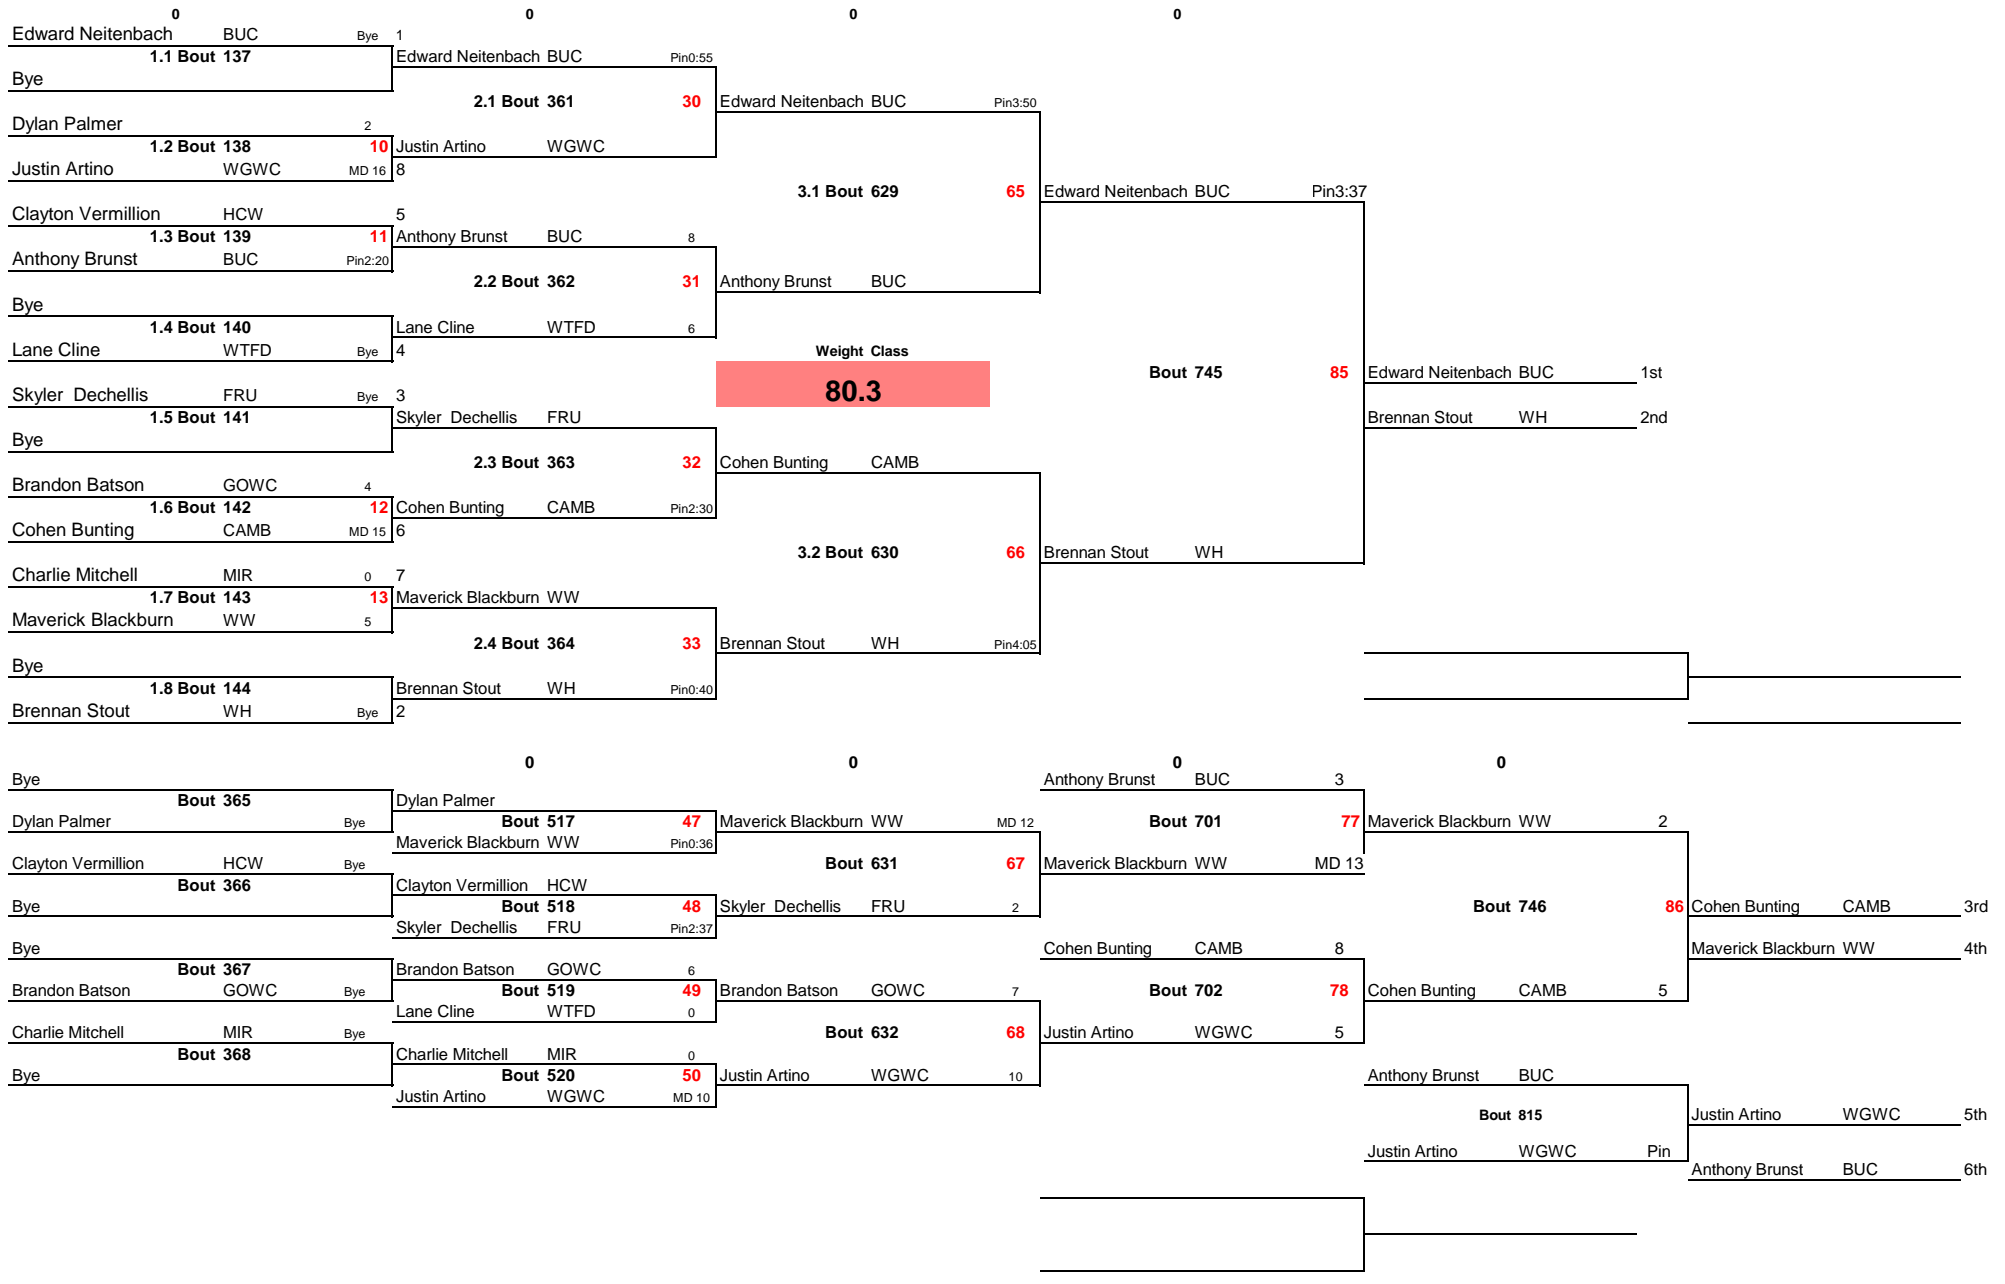 0 0 0 0
Edward Neitenbach BUC Bye 1
1.1 Bout 137 Edward Neitenbach BUC Pin0:55
Bye
2.1 Bout 361 30 Edward Neitenbach BUC Pin3:50
Dylan Palmer 2
1.2 Bout 138 10 Justin Artino WGWC
Justin Artino WGWC MD 16 8
3.1 Bout 629 65 Edward Neitenbach BUC Pin3:37
Clayton Vermillion HCW 5
1.3 Bout 139 11 Anthony Brunst BUC 8
Anthony Brunst BUC Pin2:20
2.2 Bout 362 31 Anthony Brunst BUC
Bye
1.4 Bout 140 Lane Cline WTFD 6
Lane Cline WTFD Bye 4 Weight Class
Bout 745 85 Edward Neitenbach BUC 1st
80.3
Skyler Dechellis FRU Bye 3
1.5 Bout 141 Skyler Dechellis FRU Brennan Stout WH 2nd
Bye
2.3 Bout 363 32 Cohen Bunting CAMB
Brandon Batson GOWC 4
1.6 Bout 142 12 Cohen Bunting CAMB Pin2:30
Cohen Bunting CAMB MD 15 6
3.2 Bout 630 66 Brennan Stout WH
Charlie Mitchell MIR 0 7
1.7 Bout 143 13 Maverick Blackburn WW
Maverick Blackburn WW 5
2.4 Bout 364 33 Brennan Stout WH Pin4:05
Bye
1.8 Bout 144 Brennan Stout WH Pin0:40
Brennan Stout WH Bye 2
0 0 0 0
Bye Anthony Brunst BUC 3
Bout 365 Dylan Palmer
Dylan Palmer Bye Bout 517 47 Maverick Blackburn WW MD 12 Bout 701 77 Maverick Blackburn WW 2
Maverick Blackburn WW Pin0:36
Clayton Vermillion HCW Bye Bout 631 67 Maverick Blackburn WW MD 13
Bout 366 Clayton Vermillion HCW
Bye Bout 518 48 Skyler Dechellis FRU 2 Bout 746 86 Cohen Bunting CAMB 3rd
Skyler Dechellis FRU Pin2:37
Bye Cohen Bunting CAMB 8 Maverick Blackburn WW 4th
Bout 367 Brandon Batson GOWC 6
Brandon Batson GOWC Bye Bout 519 49 Brandon Batson GOWC 7 Bout 702 78 Cohen Bunting CAMB 5
Lane Cline WTFD 0
Charlie Mitchell MIR Bye Bout 632 68 Justin Artino WGWC 5
Bout 368 Charlie Mitchell MIR 0
Bye Bout 520 50 Justin Artino WGWC 10 Anthony Brunst BUC
Justin Artino WGWC MD 10
Bout 815 Justin Artino WGWC 5th
Justin Artino WGWC Pin
Anthony Brunst BUC 6th